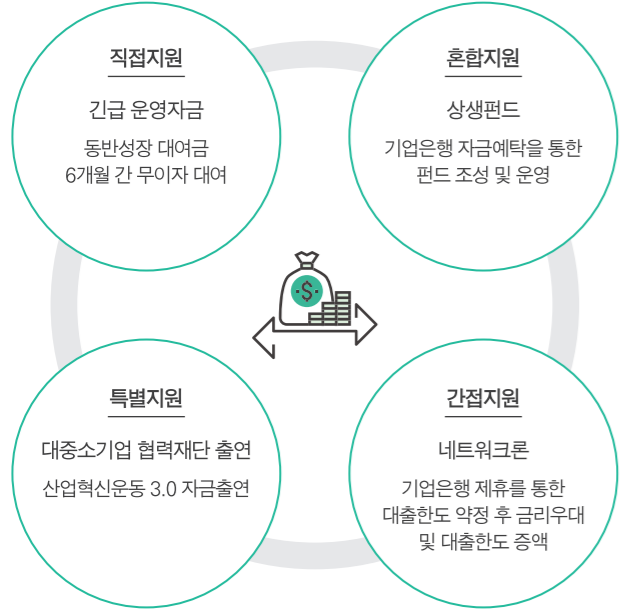 직접지원
긴급 운영자금
동반성장 대여금
6개월 간 무이자 대여
혼합지원
상생펀드
기업은행 자금예탁을 통한
펀드 조성 및 운영
$
특별지원
대중소기업 협력재단 출연
산업혁신운동 3.0 자금출연
간접지원
네트워크론
기업은행 제휴를 통한
대출한도 약정 후 금리우대
및 대출한도 증액